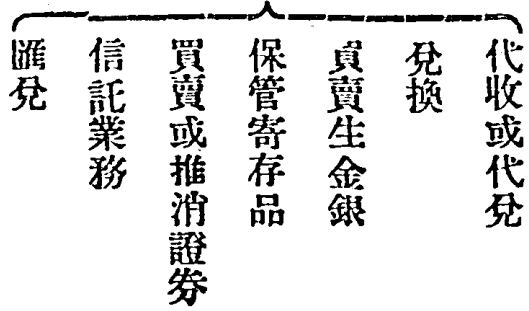 代收或代兌
兌換
買賣生金銀
保管寄存品
買賣或推消證券
信託業務
匯兌